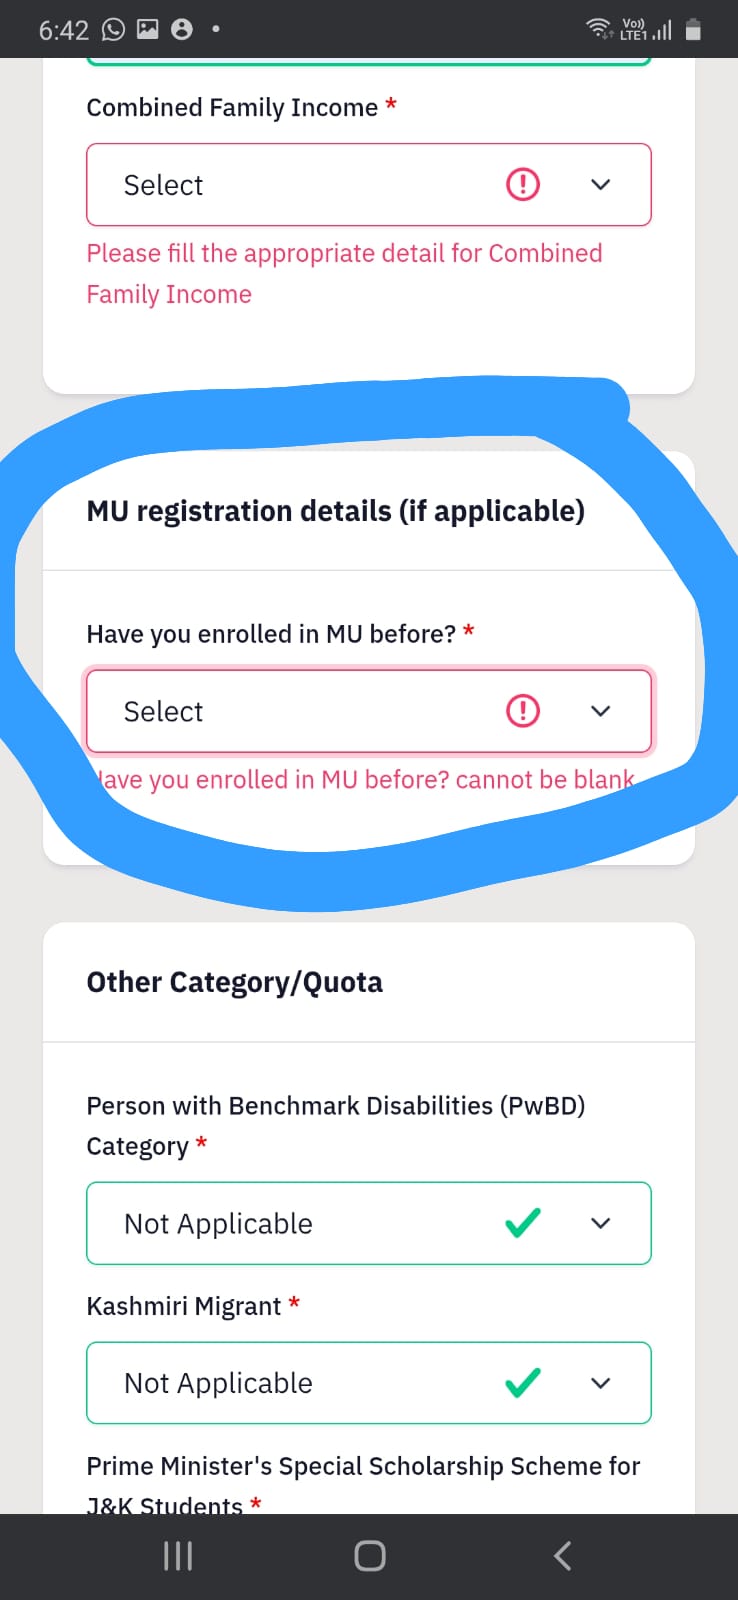 6:42
Vo))
LTE1
Combined Family Income *
Select
Please fill the appropriate detail for Combined
Family Income
MU registration details (if applicable)
Have you enrolled in MU before? *
Select
Have you enrolled in MU before? cannot be blank
Other Category/Quota
Person with Benchmark Disabilities (PwBD)
Category *
Not Applicable
Kashmiri Migrant *
Not Applicable
Prime Minister's Special Scholarship Scheme for
J&K Students *